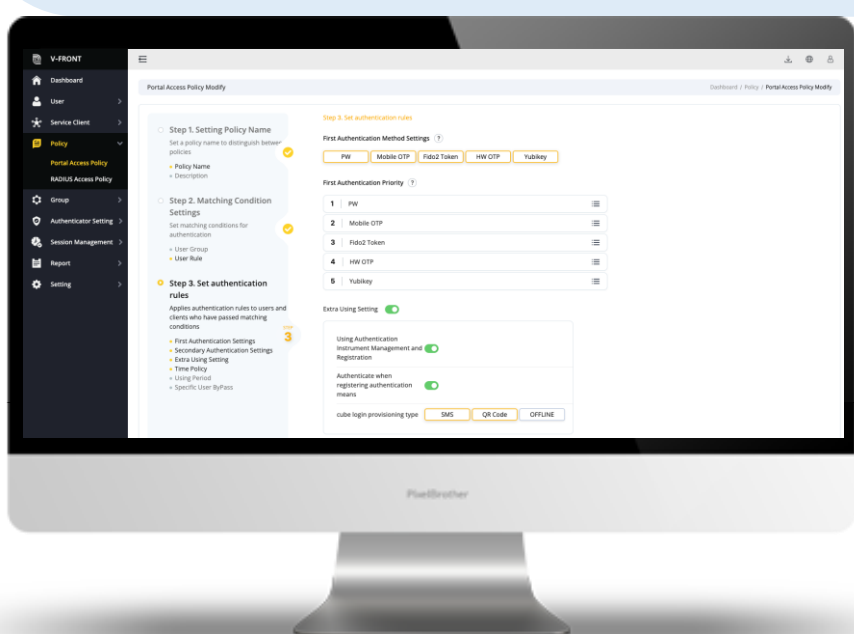 V-FRONT
Dashboard
User
Service Client
Policy
Portal Access Policy
RADIUS Access Policy
Group
Authenticator Setting
Session Management
Report
Setting
Portal Access Policy Modify
Dashboard / Policy / Portal Access Policy Modify
Step 1. Setting Policy Name
Set a policy name to distinguish between
policies
Policy Name
Description
Step 2. Matching Condition
Settings
Set matching conditions for
authentication
User Group
User Rule
Step 3. Set authentication
rules
Applies authentication rules to users and
clients who have passed matching
conditions
STEP
3
First Authentication Settings
Secondary Authentication Settings
Extra Using Setting
Time Policy
Using Period
Specific User ByPass
Step 3. Set authentication rules
First Authentication Method Settings ?
PW Mobile OTP Fido2 Token HW OTP Yubikey
First Authentication Priority ?
1 PW
2 Mobile OTP
3 Fido2 Token
4 HW OTP
5 Yubikey
Extra Using Setting
Using Authentication
Instrument Management and
Registration
Authenticate when
registering authentication
means
cube login provisioning type SMS QR Code OFFLINE
PixelBrother